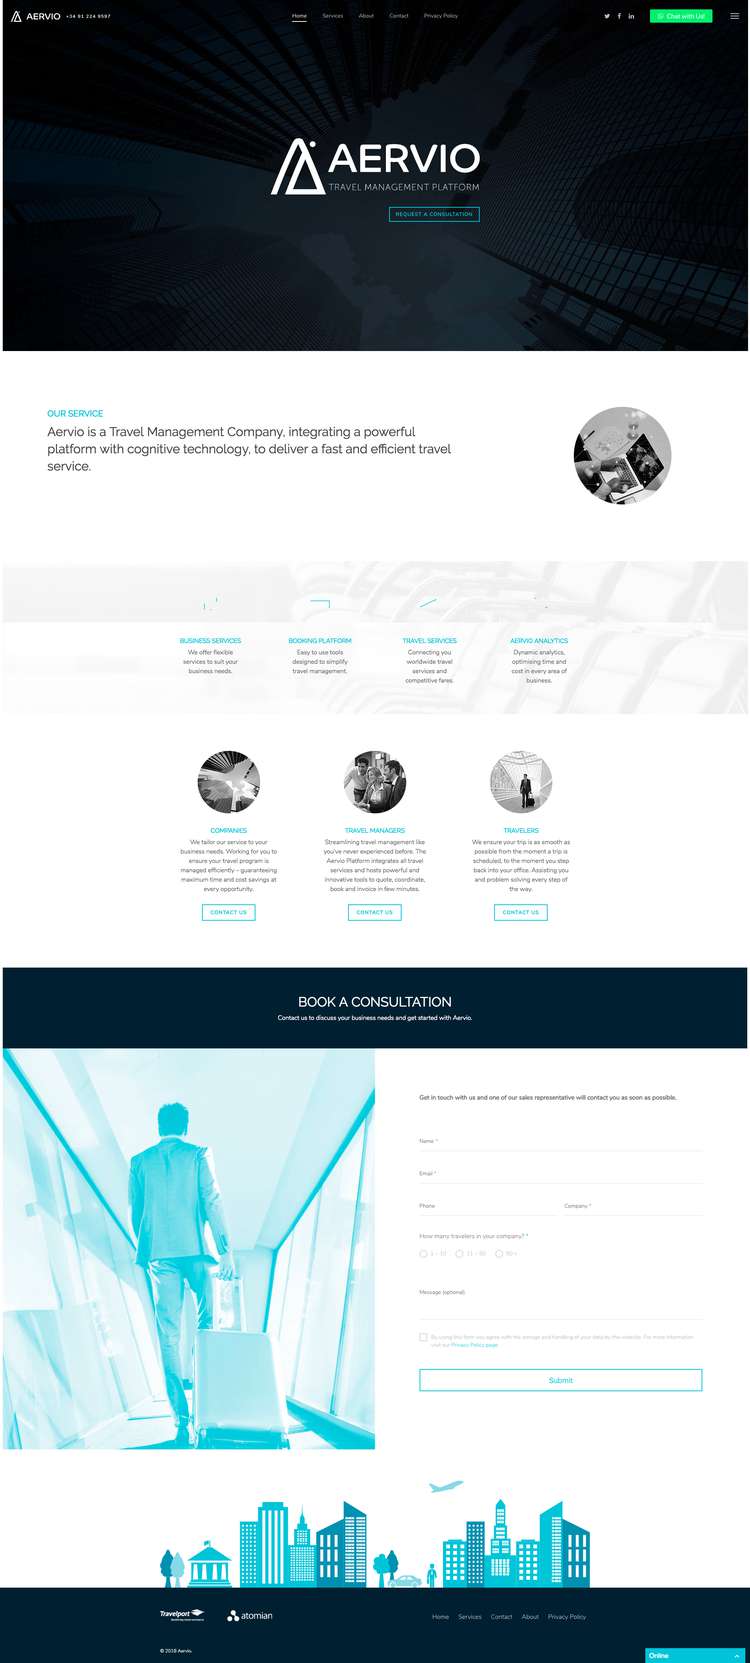 AERVIO +34 91 224 9597 Home Services About Contact Privacy Policy Chat with Us!
AERVIO
TRAVEL MANAGEMENT PLATFORM
REQUEST A CONSULTATION
OUR SERVICE
Aervio is a Travel Management Company, integrating a powerful
platform with cognitive technology, to deliver a fast and efficient travel
service.
BUSINESS SERVICES
We offer flexible
services to suit your
business needs.
BOOKING PLATFORM
Easy to use tools
designed to simplify
travel management.
TRAVEL SERVICES
Connecting you
worldwide travel
services and
competitive fares.
AERVIO ANALYTICS
Dynamic analytics,
optimising time and
cost in every area of
business.
COMPANIES
We tailor our service to your
business needs. Working for you to
ensure your travel program is
managed efficiently – guaranteeing
maximum time and cost savings at
every opportunity.
CONTACT US
TRAVEL MANAGERS
Streamlining travel management like
you've never experienced before. The
Aervio Platform integrates all travel
services and hosts powerful and
innovative tools to quote, coordinate,
book and invoice in few minutes.
CONTACT US
TRAVELERS
We ensure your trip is as smooth as
possible from the moment a trip is
scheduled, to the moment you step
back into your office. Assisting you
and problem solving every step of
the way.
CONTACT US
BOOK A CONSULTATION
Contact us to discuss your business needs and get started with Aervio.
Get in touch with us and one of our sales representative will contact you as soon as possible.
Name *
Email *
Phone Company *
How many travelers in your company? *
1 - 10 11 - 50 50+
Message (optional)
By using this form you agree with the storage and handling of your data by this website. For more information
visit our Privacy Policy page
Submit
Travelport atomian Home Services Contact About Privacy Policy
© 2018 Aervio.
Online